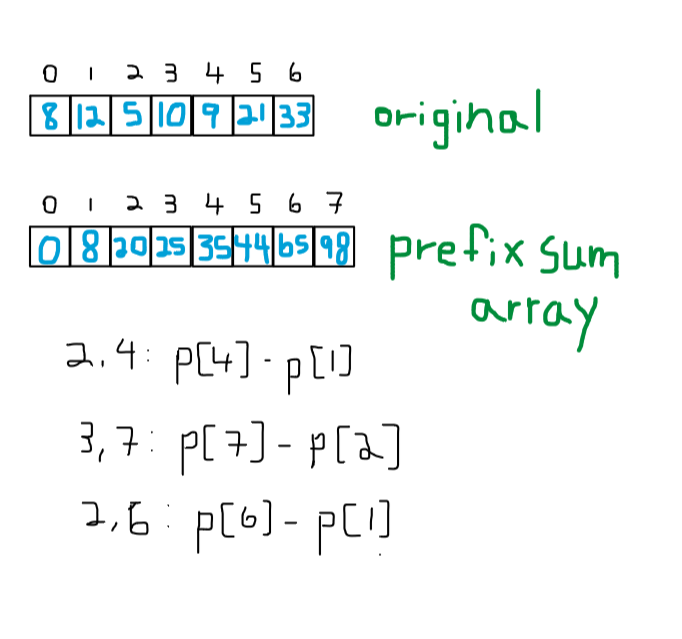 0 1 2 3 4 5 6
8 12 5 10 9 21 33 original
0 1 2 3 4 5 6 7
0 8 20 25 35 44 65 98 prefix sum
array
2,4: p[4]-p[1]
3,7: p[7]-p[2]
2,6: p[6]-p[1]